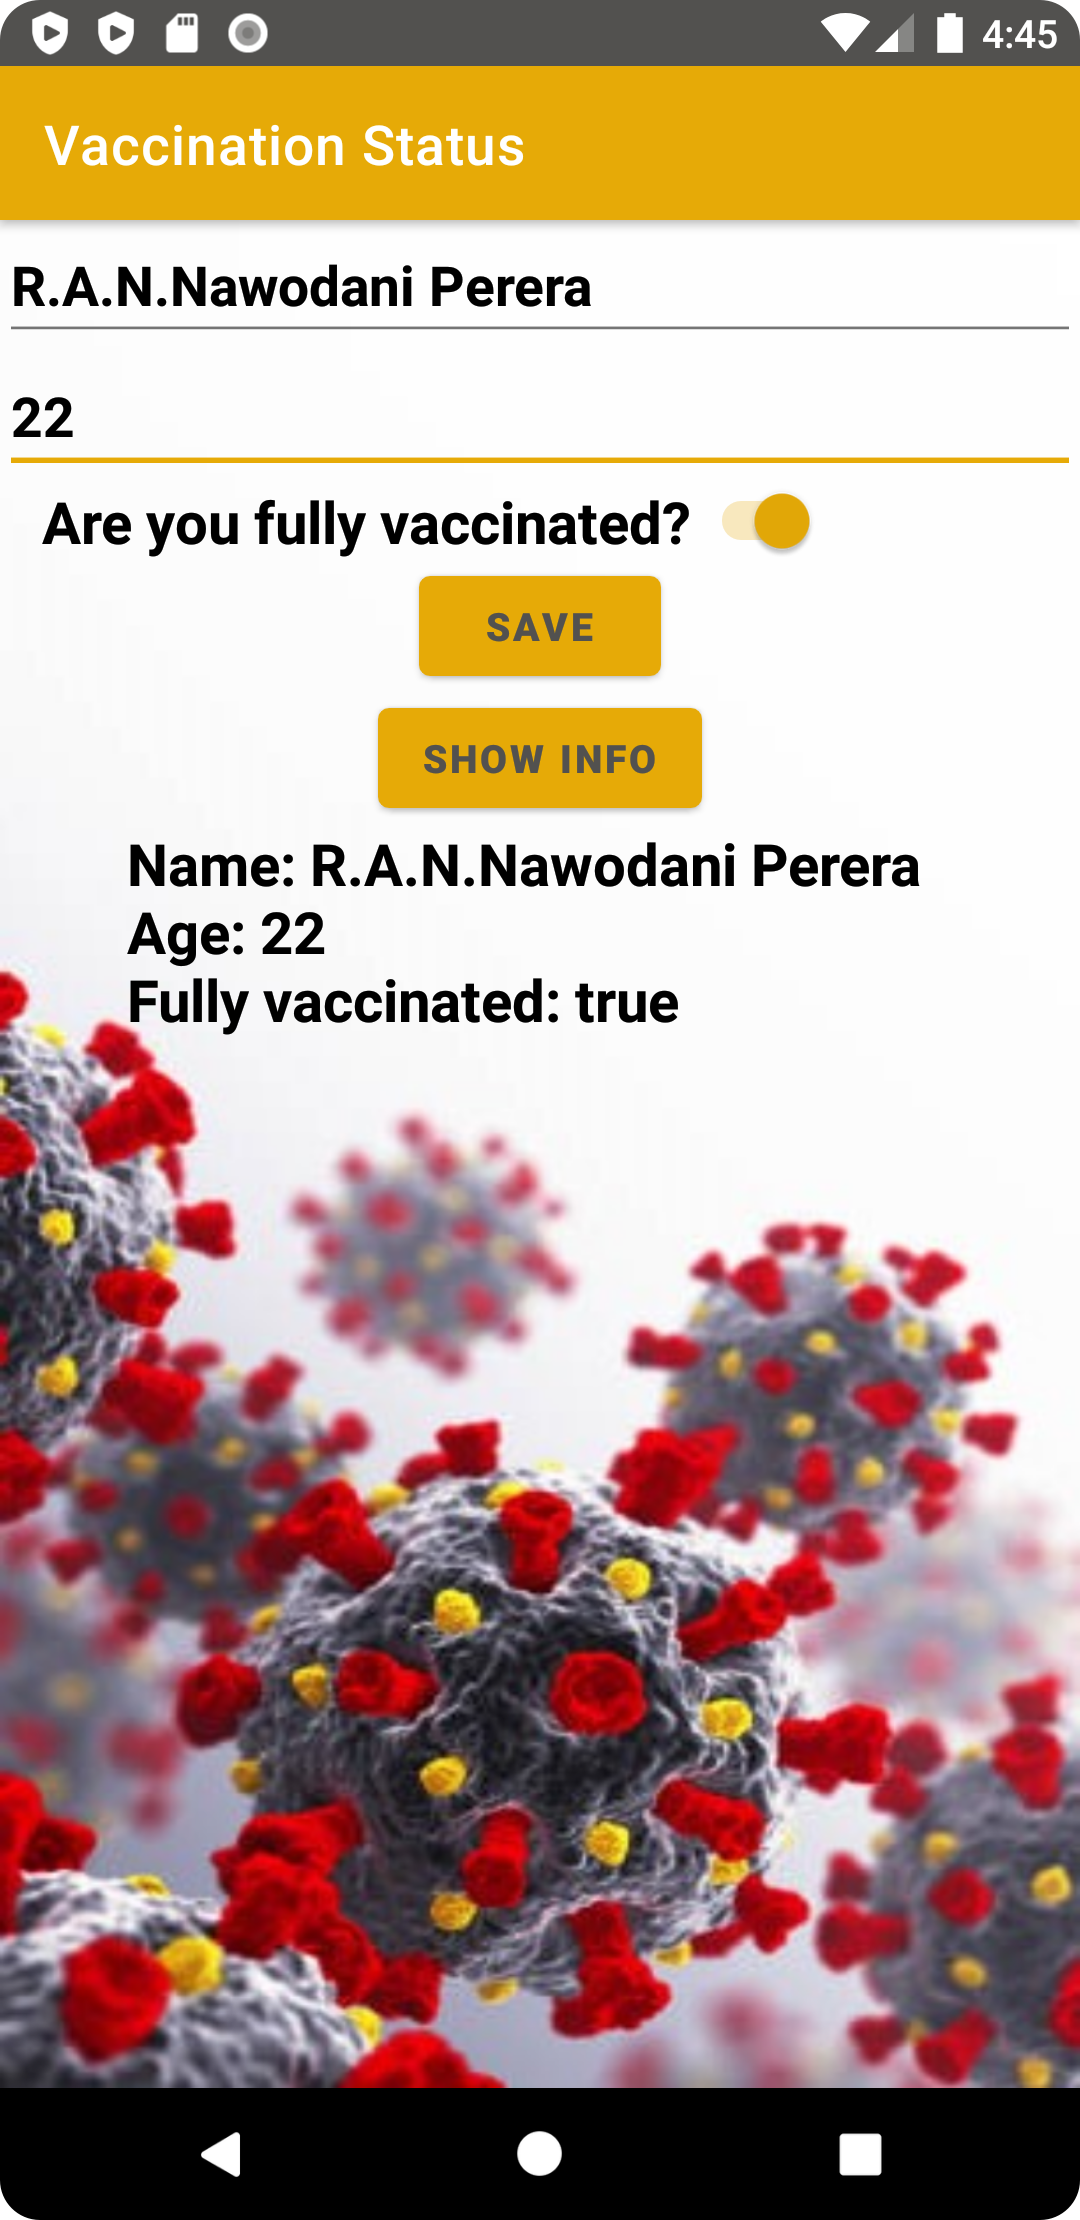 4:45
Vaccination Status
R.A.N.Nawodani Perera
22
Are you fully vaccinated?
SAVE
SHOW INFO
Name: R.A.N.Nawodani Perera
Age: 22
Fully vaccinated: true